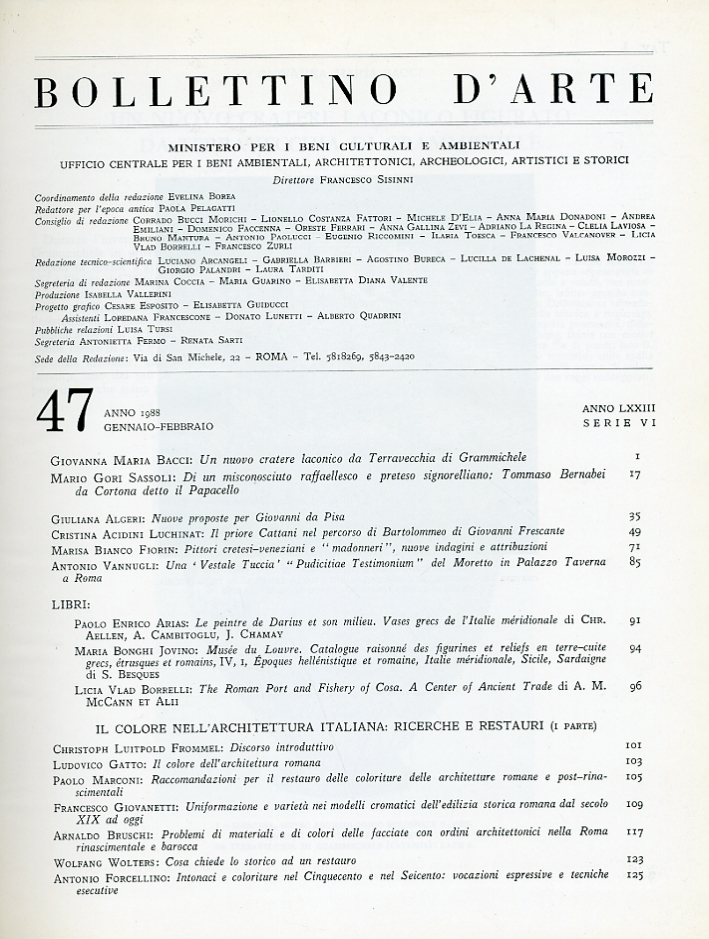 BOLLETTINO D'ARTE
MINISTERO PER I BENI CULTURALI E AMBIENTALI
UFFICIO CENTRALE PER I BENI AMBIENTALI, ARCHITETTONICI, ARCHEOLOGICI, ARTISTICI E STORICI
Direttore FRANCESCO SISINNI
Coordinamento della redazione EVELINA BOREA
Redattore per l'epoca antica PAOLA PELAGATTI
Consiglio di redazione CORRADO BUCCI MORICHI – LIONELLO COSTANZA FATTORI – MICHELE D'ELIA – ANNA MARIA DONADONI – ANDREA
EMILIANI – DOMENICO FACCENNA – ORESTE FERRARI – ANNA GALLINA ZEVI – ADRIANO LA REGINA – CLELIA LAVIOSA –
BRUNO MANTURA – ANTONIO PAOLUCCI – EUGENIO RICCOMINI – ILARIA TOESCA – FRANCESCO VALCANOVER – LICIA
VLAD BORRELLI – FRANCESCO ZURLI
Redazione tecnico-scientifica LUCIANO ARCANGELI – GABRIELLA BARBIERI – AGOSTINO BURECA – LUCILLA DE LACHENAL – LUISA MOROZZI –
GIORGIO PALANDRI – LAURA TARDITI
Segreteria di redazione MARINA COCCIA – MARIA GUARINO – ELISABETTA DIANA VALENTE
Produzione ISABELLA VALLERINI
Progetto grafico CESARE ESPOSITO – ELISABETTA GUIDUCCI
Assistenti LOREDANA FRANCESCONE – DONATO LUNETTI – ALBERTO QUADRINI
Pubbliche relazioni LUISA TURSI
Segreteria ANTONIETTA FERMO – RENATA SARTI
Sede della Redazione: Via di San Michele, 22 – ROMA – Tel. 5818269, 5843-2420
47 ANNO 1988 ANNO LXXIII
GENNAIO-FEBBRAIO SERIE VI
GIOVANNA MARIA BACCI: Un nuovo cratere laconico da Terravecchia di Grammichele 1
MARIO GORI SASSOLI: Di un misconosciuto raffaellesco e preteso signorelliano: Tommaso Bernabei 17
da Cortona detto il Papacello
GIULIANA ALGERI: Nuove proposte per Giovanni da Pisa 35
CRISTINA ACIDINI LUCHINAT: Il priore Cattani nel percorso di Bartolommeo di Giovanni Frescante 49
MARISA BIANCO FIORIN: Pittori cretesi-veneziani e "madonneri", nuove indagini e attribuzioni 71
ANTONIO VANNUGLI: Una 'Vestale Tuccia' "Pudicitiae Testimonium" del Moretto in Palazzo Taverna 85
a Roma
LIBRI:
PAOLO ENRICO ARIAS: Le peintre de Darius et son milieu. Vases grecs de l'Italie méridionale di CHR. 91
AELLEN, A. CAMBITOGLU, J. CHAMAY
MARIA BONGHI JOVINO: Musée du Louvre. Catalogue raisonné des figurines et reliefs en terre-cuite 94
grecs, étrusques et romains, IV, 1, Époques hellénistique et romaine, Italie méridionale, Sicile, Sardaigne
di S. BESQUES
LICIA VLAD BORRELLI: The Roman Port and Fishery of Cosa. A Center of Ancient Trade di A. M. 96
MCCANN ET ALII
IL COLORE NELL'ARCHITETTURA ITALIANA: RICERCHE E RESTAURI (I PARTE)
CHRISTOPH LUITPOLD FROMMEL: Discorso introduttivo 101
LUDOVICO GATTO: Il colore dell'architettura romana 103
PAOLO MARCONI: Raccomandazioni per il restauro delle coloriture delle architetture romane e post-rina- 105
scimentali
FRANCESCO GIOVANETTI: Uniformazione e varietà nei modelli cromatici dell'edilizia storica romana dal secolo 109
XIX ad oggi
ARNALDO BRUSCHI: Problemi di materiali e di colori delle facciate con ordini architettonici nella Roma 117
rinascimentale e barocca
WOLFANG WOLTERS: Cosa chiede lo storico ad un restauro 123
ANTONIO FORCELLINO: Intonaci e coloriture nel Cinquecento e nel Seicento: vocazioni espressive e tecniche 125
esecutive